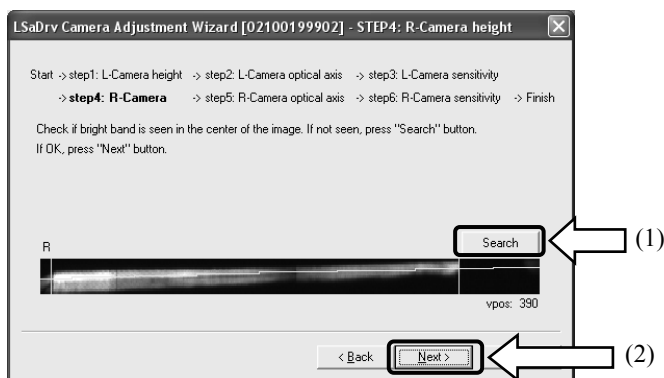 LSaDrv Camera Adjustment Wizard [02100199902] - STEP4: R-Camera height
Start -> step1: L-Camera height -> step2: L-Camera optical axis -> step3: L-Camera sensitivity
-> step4: R-Camera -> step5: R-Camera optical axis -> step6: R-Camera sensitivity -> Finish
Check if bright band is seen in the center of the image. If not seen, press "Search" button.
If OK, press "Next" button.
R
Search
(1)
vpos: 390
< Back
Next >
(2)